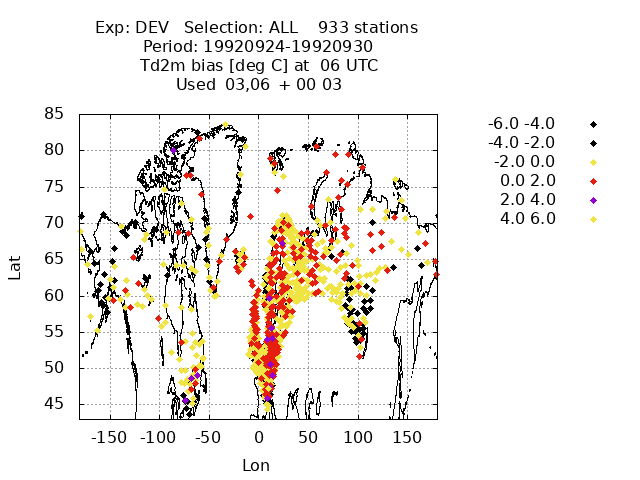 Exp: DEV   Selection: ALL    933 stations
Period: 19920924-19920930
Td2m bias [deg C] at  06 UTC
Used  03,06  + 00 03
-6.0 -4.0
-4.0 -2.0
-2.0 0.0
0.0 2.0
2.0 4.0
4.0 6.0
85
80
75
70
65
60
55
50
45
Lat
-150 -100 -50 0 50 100 150
Lon